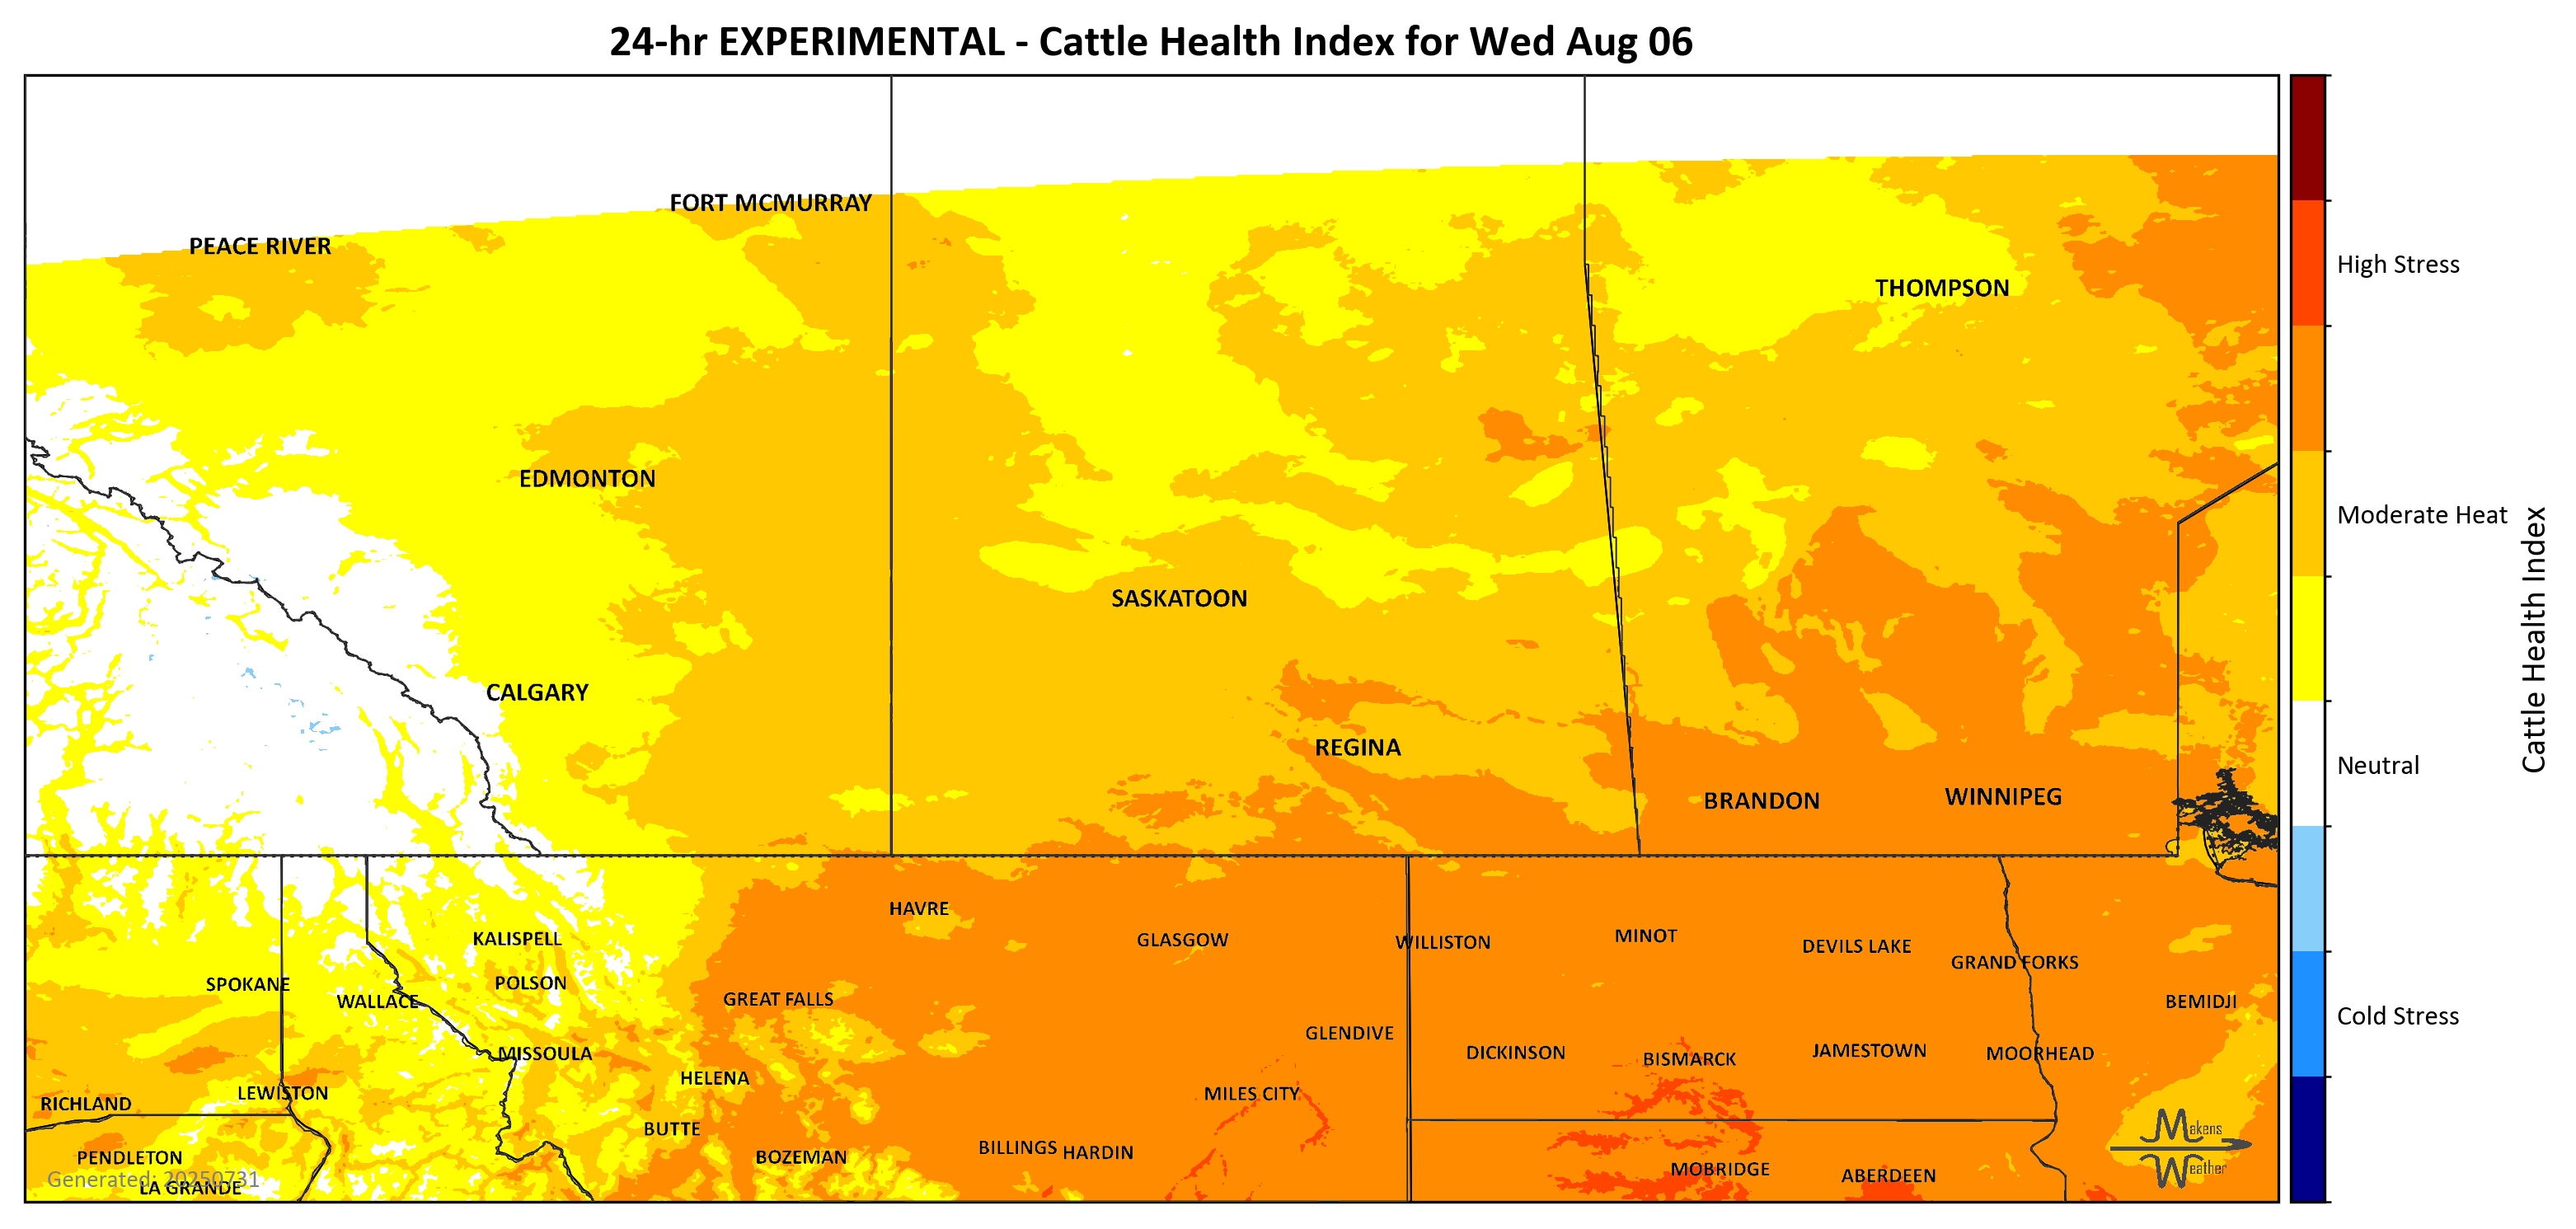 24-hr EXPERIMENTAL - Cattle Health Index for Wed Aug 06
FORT MCMURRAY
PEACE RIVER
THOMPSON
EDMONTON
SASKATOON
CALGARY
REGINA
BRANDON
WINNIPEG
HAVRE
KALISPELL
GLASGOW
WILLISTON
MINOT
DEVILS LAKE
GRAND FORKS
SPOKANE
POLSON
WALLACE
GREAT FALLS
BEMIDJI
GLENDIVE
MISSOULA
DICKINSON
BISMARCK
JAMESTOWN
MOORHEAD
HELENA
LEWISTON
MILES CITY
RICHLAND
BUTTE
BILLINGS
HARDIN
BOZEMAN
PENDLETON
MOBRIDGE
ABERDEEN
LA GRANDE
Generated: 20250731
Makens
Weather
High Stress
Moderate Heat
Neutral
Cold Stress
Cattle Health Index